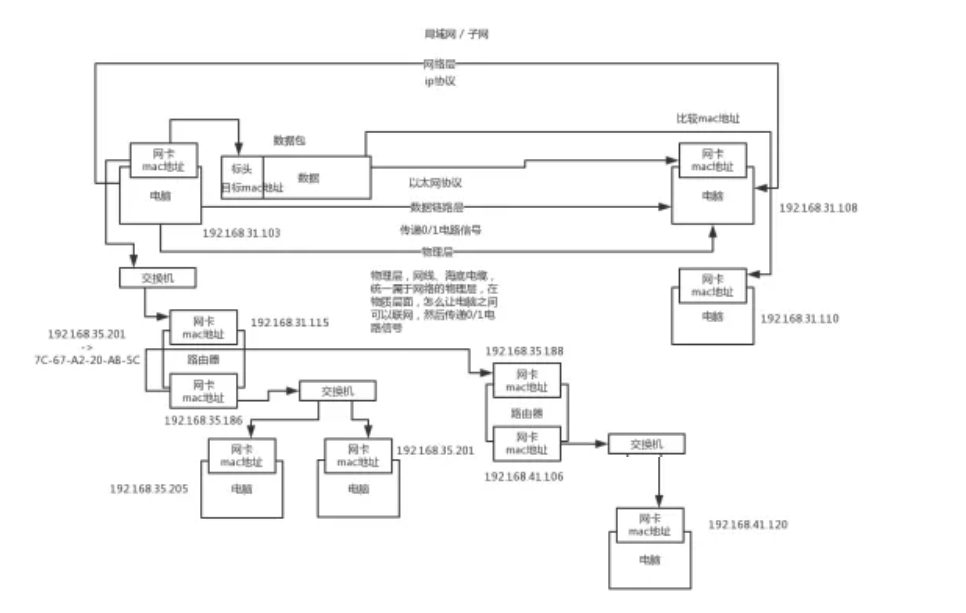 局域网 / 子网
网络层
ip协议
比较mac地址
数据包
网卡
mac地址
电脑
标头
目标mac地址
数据
以太网协议
数据链路层
网卡
mac地址
电脑
192.168.31.108
192.168.31.103
传递0/1电路信号
物理层
交换机
物理层，网线、海底电缆，
统一属于网络的物理层，在
物质层面，怎么让电脑之间
可以联网，然后传递0/1电
路信号
网卡
mac地址
电脑
192.168.31.110
网卡
mac地址
192.168.31.115
路由器
网卡
mac地址
192.168.35.201
->
7C-67-A2-20-AB-5C
192.168.35.186
交换机
192.168.35.188
网卡
mac地址
路由器
网卡
mac地址
192.168.41.106
交换机
网卡
mac地址
电脑
192.168.35.205
网卡
mac地址
电脑
192.168.35.201
网卡
mac地址
电脑
192.168.41.120